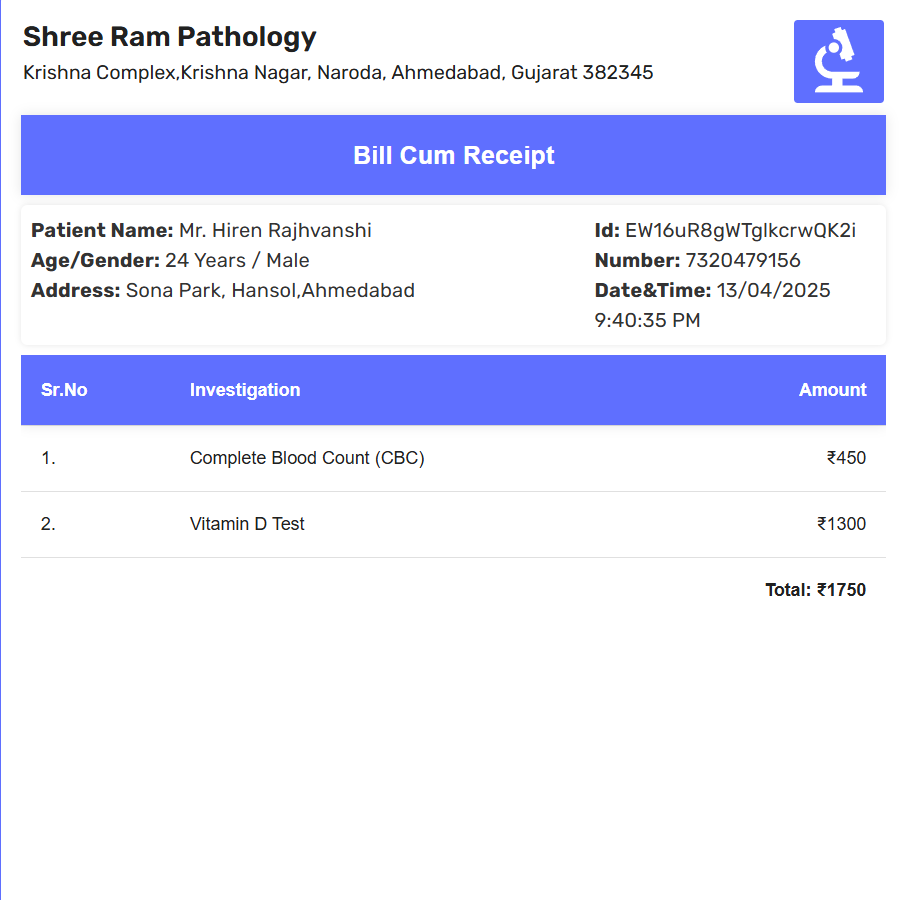 Shree Ram Pathology
Krishna Complex,Krishna Nagar, Naroda, Ahmedabad, Gujarat 382345
Bill Cum Receipt
Patient Name: Mr. Hiren Rajhvanshi
Age/Gender: 24 Years / Male
Address: Sona Park, Hansol,Ahmedabad
Id: EW16uR8gWTglkcrwQK2i
Number: 7320479156
Date&Time: 13/04/2025
9:40:35 PM
Sr.No Investigation Amount
1. Complete Blood Count (CBC) ₹450
2. Vitamin D Test ₹1300
Total: ₹1750